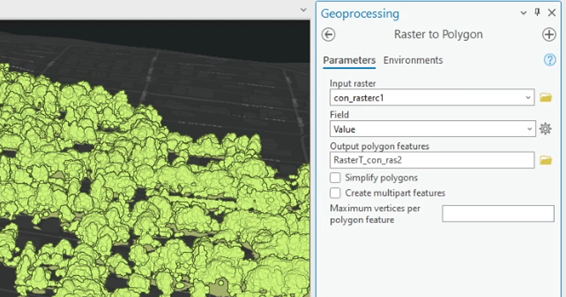 Geoprocessing
Raster to Polygon
Parameters Environments
Input raster
con_rasterc1
Field
Value
Output polygon features
RasterT_con_ras2
Simplify polygons
Create multipart features
Maximum vertices per
polygon feature